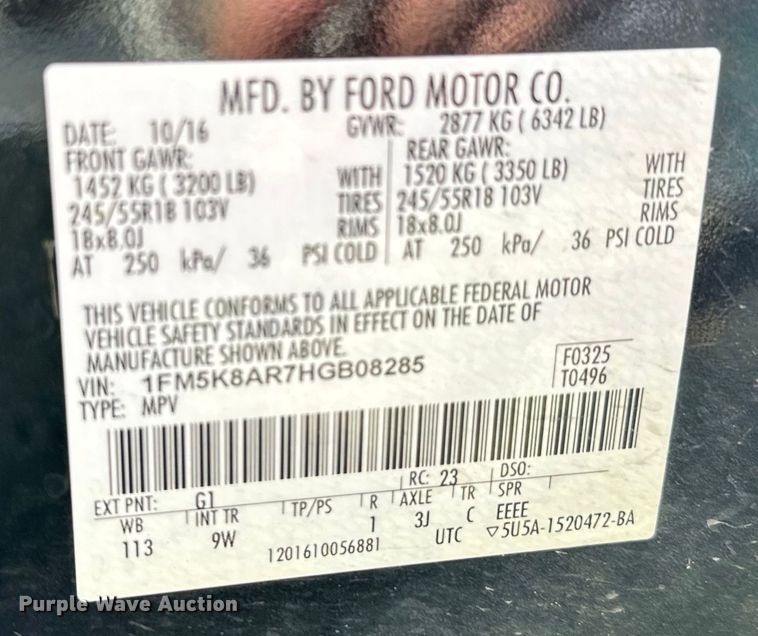 MFD. BY FORD MOTOR CO.
DATE: 10/16 GVWR: 2877 KG ( 6342 LB)
FRONT GAWR: REAR GAWR:
1452 KG ( 3200 LB) WITH 1520 KG ( 3350 LB) WITH
245/55R18 103V TIRES 245/55R18 103V TIRES
18x8.0J RIMS 18x8.0J RIMS
AT 250 kPa/ 36 PSI COLD AT 250 kPa/ 36 PSI COLD
THIS VEHICLE CONFORMS TO ALL APPLICABLE FEDERAL MOTOR
VEHICLE SAFETY STANDARDS IN EFFECT ON THE DATE OF
MANUFACTURE SHOWN ABOVE.
VIN: 1FM5K8AR7HGB08285 F0325
TYPE: MPV T0496
EXT PNT: G1 RC: 23 DSO:
WB INT TR TP/PS R AXLE TR SPR
113 9W 1 3J C EEEE
1201610056881 UTC ▽5U5A-1520472-BA
Purple Wave Auction